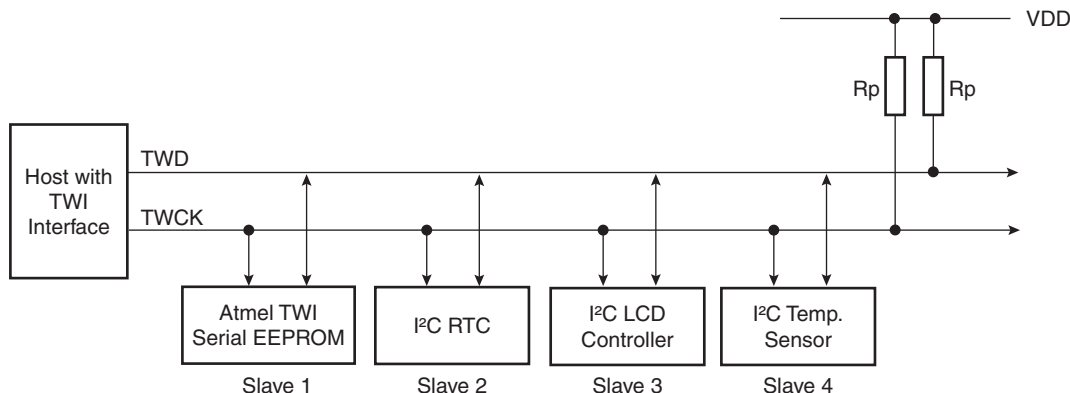 VDD
Rp Rp
Host with
TWI
Interface
TWD
TWCK
Atmel TWI
Serial EEPROM
I²C RTC
I²C LCD
Controller
I²C Temp.
Sensor
Slave 1
Slave 2
Slave 3
Slave 4